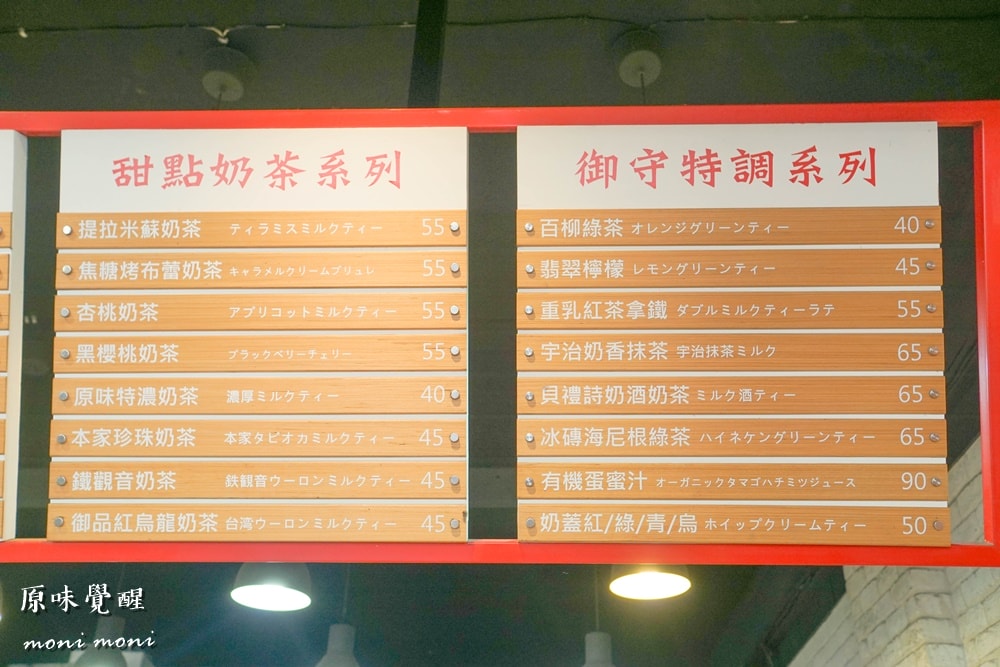 甜點奶茶系列
提拉米蘇奶茶 ティラミスミルクティー 55
焦糖烤布蕾奶茶 キャラメルクリームブリュレ 55
杏桃奶茶 アプリコットミルクティー 55
黑櫻桃奶茶 ブラックベリーチェリー 55
原味特濃奶茶 濃厚ミルクティー 40
本家珍珠奶茶 本家タピオカミルクティー 45
鐵觀音奶茶 鉄観音ウーロンミルクティー 45
御品紅烏龍奶茶 台湾ウーロンミルクティー 45
御守特調系列
百柳綠茶 オレンジグリーンティー 40
翡翠檸檬 レモングリーンティー 45
重乳紅茶拿鐵 ダブルミルクティーラテ 55
宇治奶香抹茶 宇治抹茶ミルク 65
貝禮詩奶酒奶茶 ミルク酒ティー 65
冰磚海尼根綠茶 ハイネケングリーンティー 65
有機蛋蜜汁 オーガニックタマゴハチミツジュース 90
奶蓋紅/綠/青/烏 ホイップクリームティー 50
原味覺醒
moni moni